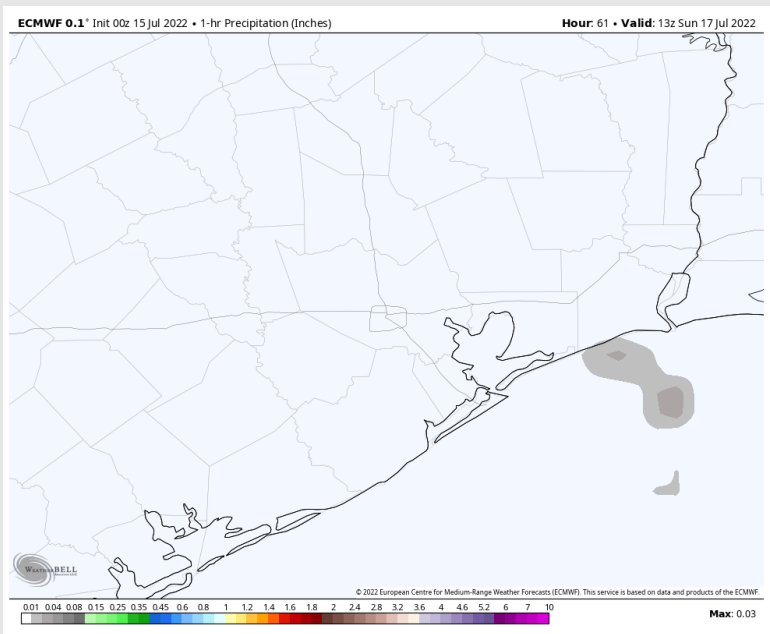 ECMWF 0.1° Init 00z 15 Jul 2022 • 1-hr Precipitation (Inches)
Hour: 61 • Valid: 13z Sun 17 Jul 2022
WEATHERBELL
© 2022 European Centre for Medium-Range Weather Forecasts (ECMWF). This service is based on data and products of the ECMWF.
0.01 0.04 0.08 0.15 0.25 0.35 0.45 0.6 0.8 1 1.2 1.4 1.6 1.8 2 2.4 2.8 3.2 3.6 4 4.6 5.2 6 7 10
Max: 0.03